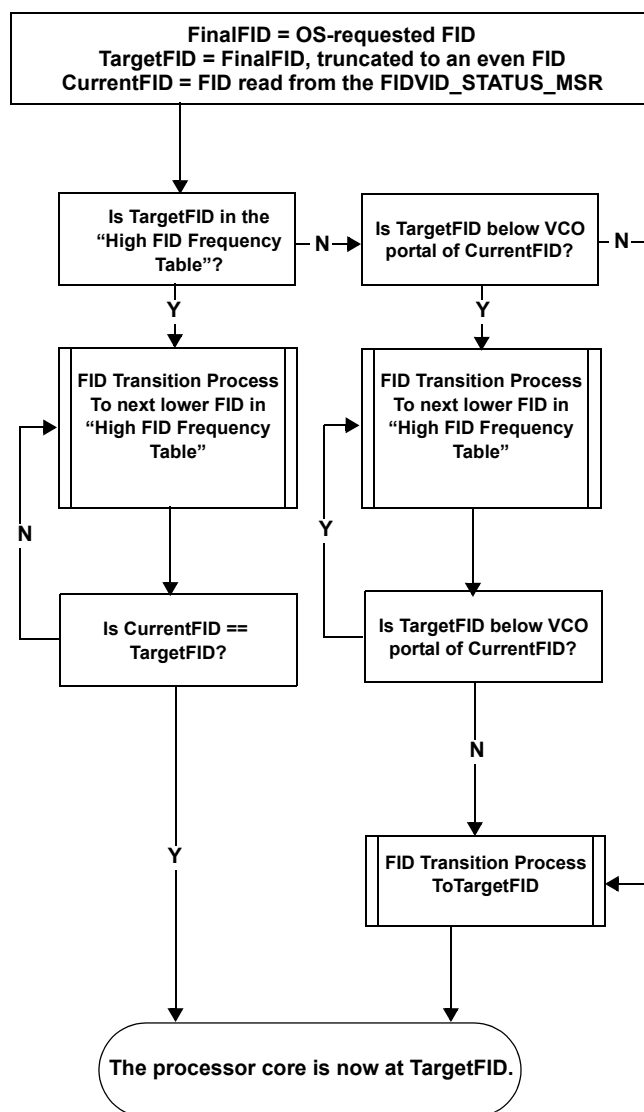 FinalFID = OS-requested FID
TargetFID = FinalFID, truncated to an even FID
CurrentFID = FID read from the FIDVID_STATUS_MSR
Is TargetFID in the
“High FID Frequency
Table”?
N
Is TargetFID below VCO
portal of CurrentFID?
N
Y
Y
FID Transition Process
To next lower FID in
“High FID Frequency
Table”
FID Transition Process
To next lower FID in
“High FID Frequency
Table”
N
Y
Is CurrentFID ==
TargetFID?
Is TargetFID below VCO
portal of CurrentFID?
N
Y
FID Transition Process
ToTargetFID
The processor core is now at TargetFID.